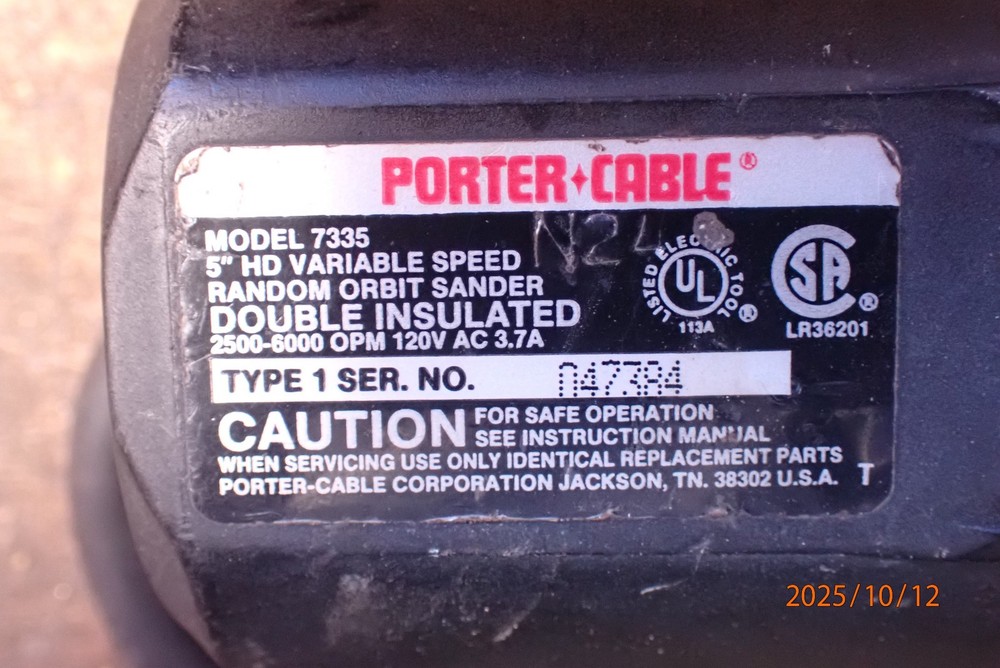 PORTER+CABLE®
MODEL 7335
5" HD VARIABLE SPEED
RANDOM ORBIT SANDER
DOUBLE INSULATED
2500-6000 OPM 120V AC 3.7A
N24
LISTED ELECTRIC TOOL ®
UL
113A
SA ®
LR36201
TYPE 1 SER. NO. 047384
CAUTION FOR SAFE OPERATION
SEE INSTRUCTION MANUAL
WHEN SERVICING USE ONLY IDENTICAL REPLACEMENT PARTS
PORTER-CABLE CORPORATION JACKSON, TN. 38302 U.S.A. T
2025/10/12